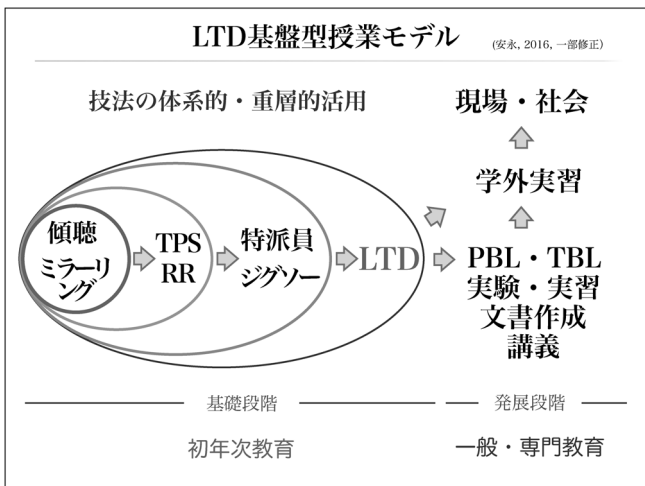 LTD基盤型授業モデル (安永, 2016, 一部修正)
技法の体系的・重層的活用
現場・社会
学外実習
傾聴
ミラーリ
ング
TPS
RR
特派員
ジグソー
LTD
PBL・TBL
実験・実習
文書作成
講義
基礎段階
発展段階
初年次教育
一般・専門教育